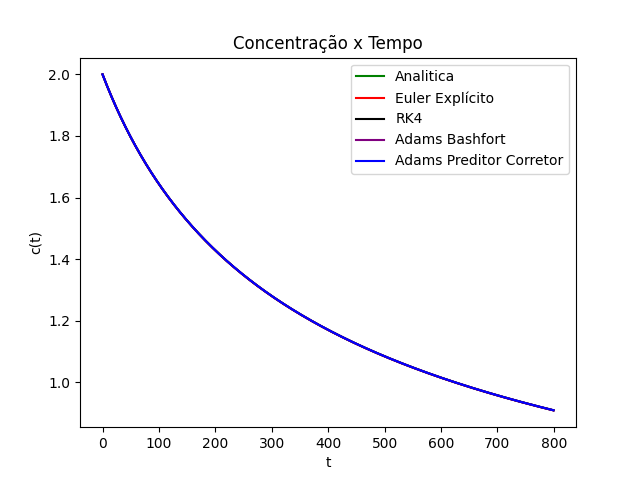 Concentração x Tempo
Analitica
Euler Explícito
RK4
Adams Bashfort
Adams Preditor Corretor
c(t)
2.0
1.8
1.6
1.4
1.2
1.0
0 100 200 300 400 500 600 700 800
t